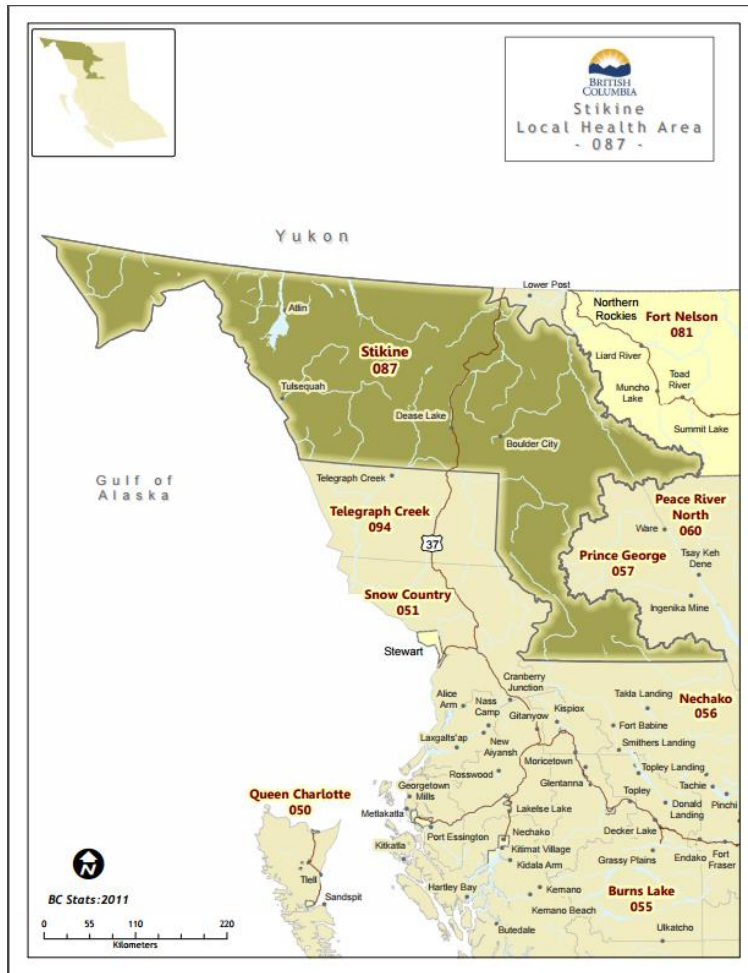 BRITISH
COLUMBIA
Stikine
Local Health Area
- 087 -
Yukon
Lower Post
Northern
Rockies
Fort Nelson
081
Atlin
Stikine
087
Liard River
Toad
River
Muncho
Lake
Tulsequah
Dease Lake
Summit Lake
Boulder City
Gulf of
Alaska
Telegraph Creek
Telegraph Creek
094
Peace River
North
060
Ware
37
Prince George
057
Tsay Keh
Dene
Snow Country
051
Ingenika Mine
Stewart
Cranberry
Junction
Nechako
056
Alice
Arm
Nass
Camp
Takla Landing
Gitanyow
Kispiox
Fort Babine
Laxgalts'ap
New
Aiyansh
Smithers Landing
Moricetown
Rosswood
Topley Landing
Queen Charlotte
050
Georgetown
Mills
Glentanna
Topley
Tachie
Metlakatla
Lakelse Lake
Donald
Landing
Pinchi
Port Essington
Decker Lake
Nechako
Kitkatla
Kitimat Village
Fort
Fraser
Grassy Plains
Endako
Kidala Arm
Tlell
Hartley Bay
Kemano
Burns Lake
055
Sandspit
Kemano Beach
Butedale
Ulkatcho
N
BC Stats:2011
0 55 110 220
Kilometers